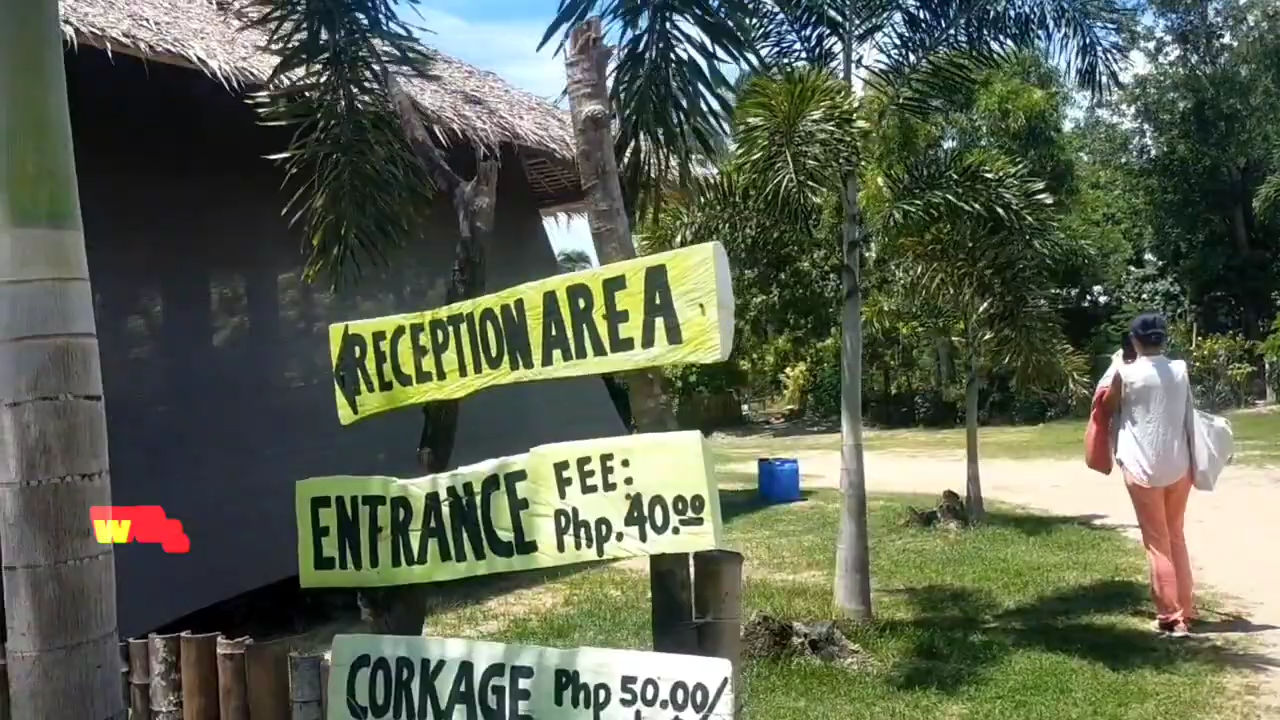 RECEPTION AREA
ENTRANCE FEE:
Php. 40.00
CORKAGE Php 50.00/
W